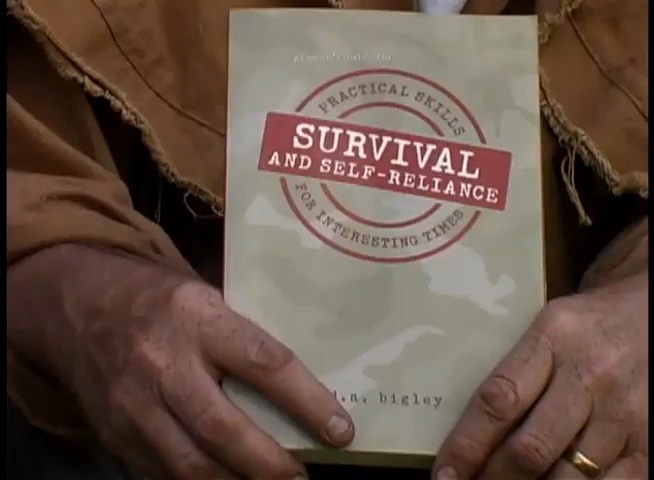 PRACTICAL SKILLS
SURVIVAL
AND SELF-RELIANCE
FOR INTERESTING TIMES
bigley